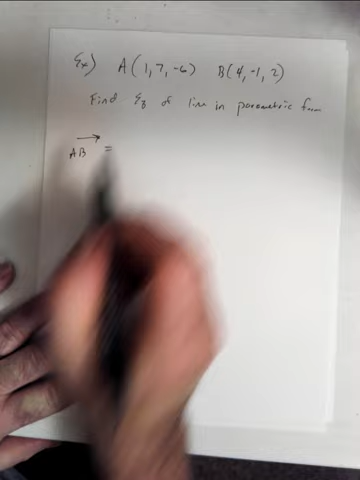 Ex) A(1,7,-6) B(4,-1,2)
Find Eq of line in parametric form
AB =